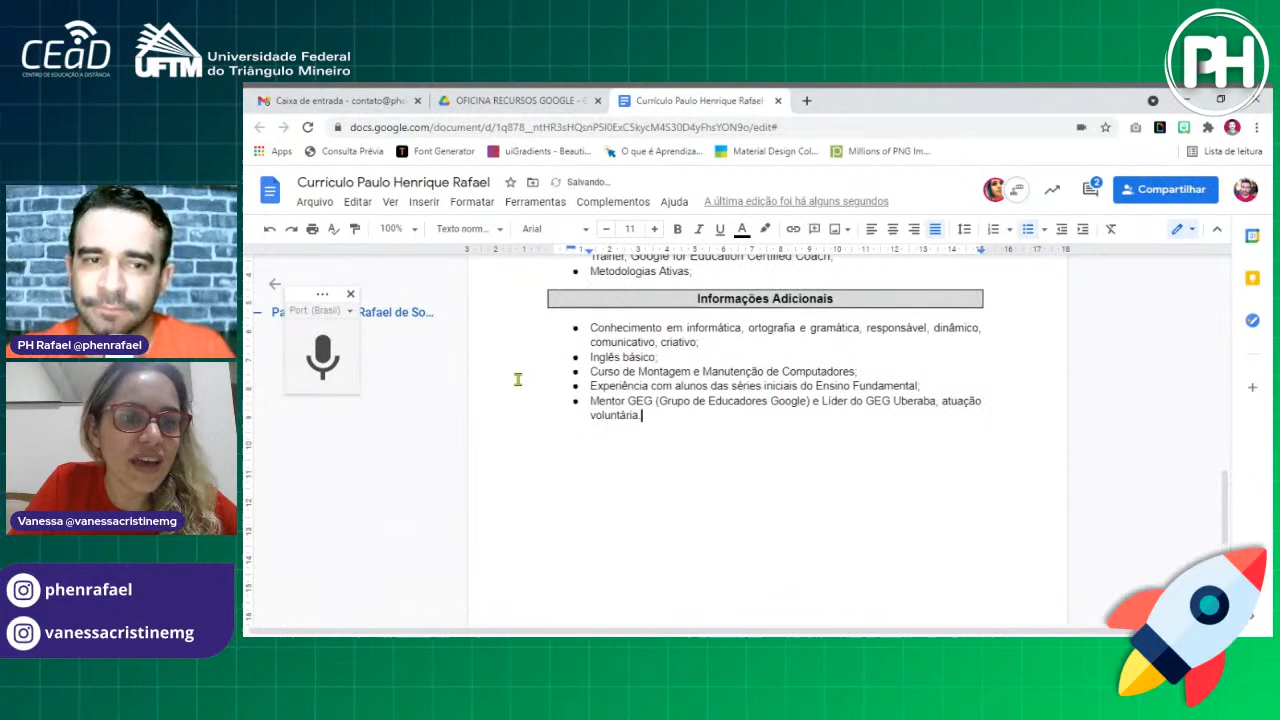 CEaD
CENTRO DE EDUCAÇÃO A DISTÂNCIA
UFTM
Universidade Federal
do Triângulo Mineiro
PH
Caixa de entrada - contato@ph
OFICINA RECURSOS GOOGLE -
Currículo Paulo Henrique Rafael
docs.google.com/document/d/1q878__ntHR3sHQsnP5I0ExC5kycM4S30D4yFhsYON9o/edit#
Apps
Consulta Prévia
Font Generator
uiGradients - Beauti...
O que é Aprendiza...
Material Design Col...
Millions of PNG Im...
Lista de leitura
Currículo Paulo Henrique Rafael
Salvando...
Arquivo Editar Ver Inserir Formatar Ferramentas Complementos Ajuda
A última edição foi há alguns segundos
2
Compartilhar
100%
Texto norm...
Arial
11
Trainer, Google for Education Certified Coach;
Metodologias Ativas;
Informações Adicionais
Port. (Brasil)
Pa
Rafael de So...
Conhecimento em informática, ortografia e gramática, responsável, dinâmico,
comunicativo, criativo;
Inglês básico;
Curso de Montagem e Manutenção de Computadores;
Experiência com alunos das séries iniciais do Ensino Fundamental;
Mentor GEG (Grupo de Educadores Google) e Líder do GEG Uberaba, atuação
voluntária.
PH Rafael @phenrafael
Vanessa @vanessacristinemg
phenrafael
vanessacristinemg